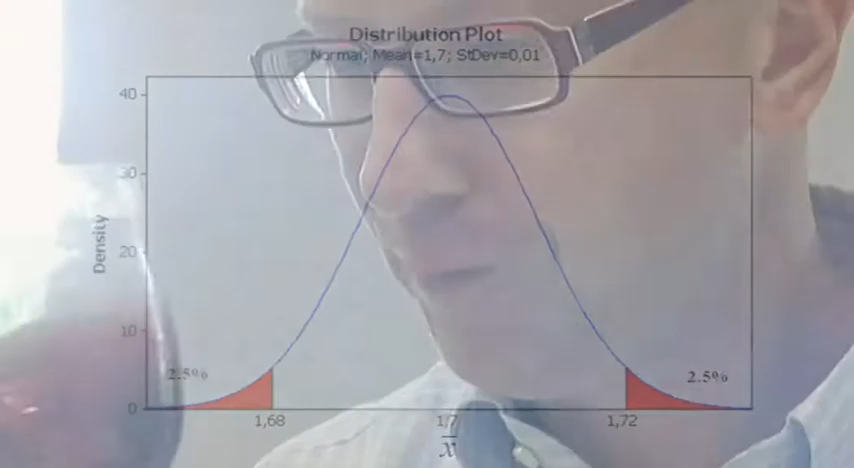 Distribution Plot
Normal; Mean=1,7; StDev=0,01
40
30
20
10
0
Density
2.5%
2.5%
1,68
1,7
1,72
x̅